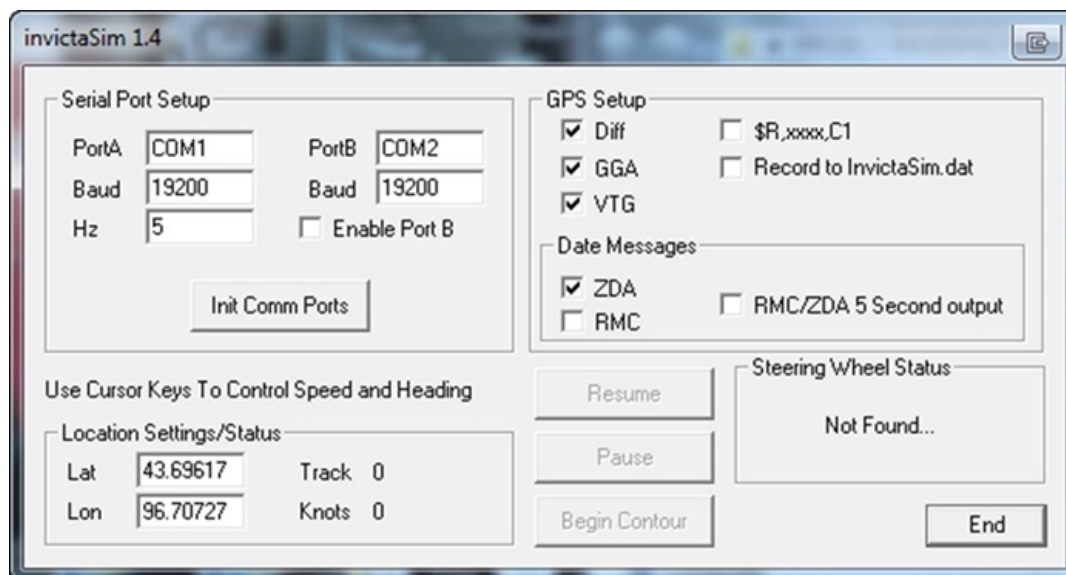 invictaSim 1.4
Serial Port Setup
PortA COM1 PortB COM2
Baud 19200 Baud 19200
Hz 5 Enable Port B
Init Comm Ports
GPS Setup
Diff $R,xxxx,C1
GGA Record to InvictaSim.dat
VTG
Date Messages
ZDA
RMC/ZDA 5 Second output
RMC
Use Cursor Keys To Control Speed and Heading
Location Settings/Status
Lat 43.69617 Track 0
Lon 96.70727 Knots 0
Resume
Pause
Begin Contour
Steering Wheel Status
Not Found...
End